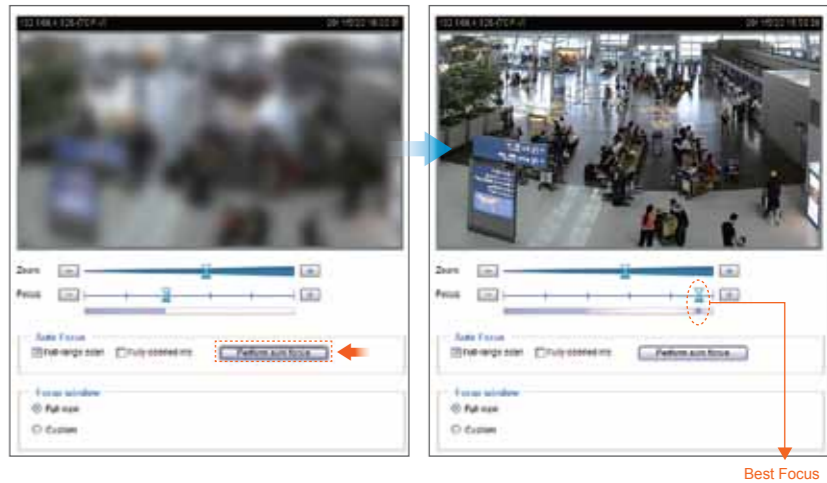 Zoom
Focus
Auto Focus
Full-range scan
Fully opened iris
Perform auto focus
Focus window
Full view
Custom
Zoom
Focus
Auto Focus
Full-range scan
Fully opened iris
Perform auto focus
Focus window
Full view
Custom
Best Focus